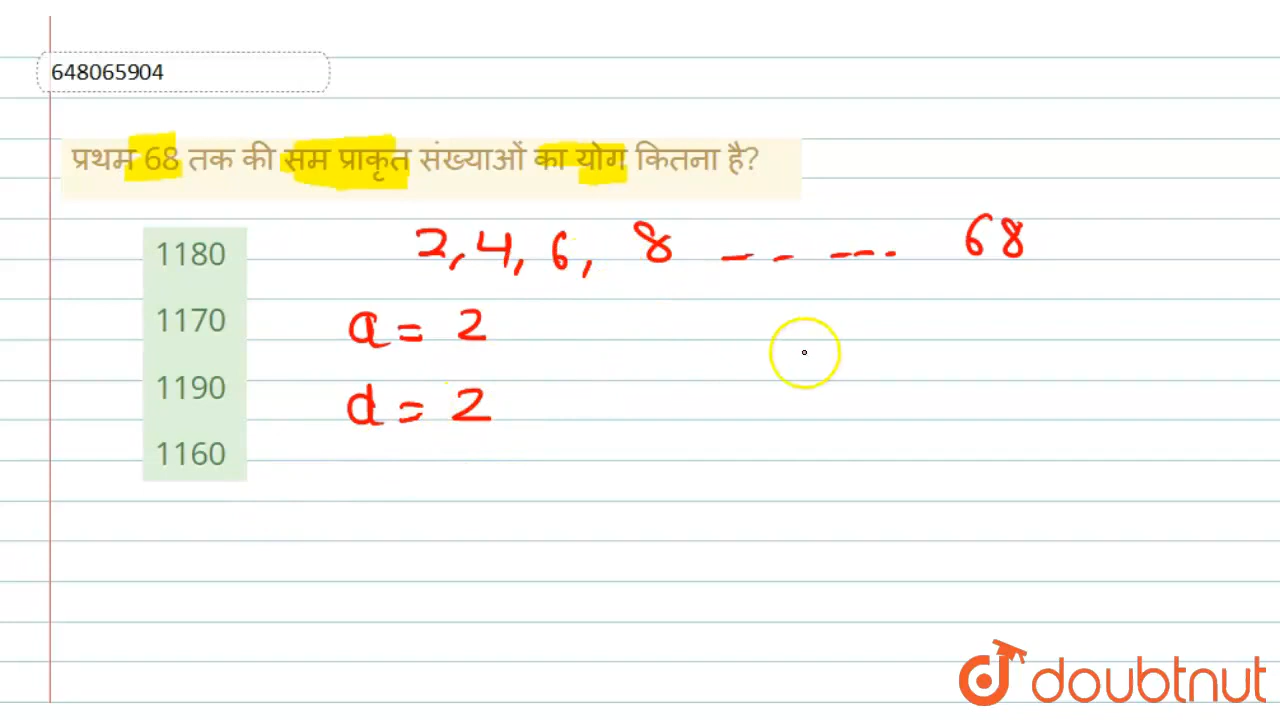 648065904
प्रथम 68 तक की सम प्राकृत संख्याओं का योग कितना है?
1180
1170
1190
1160
2, 4, 6, 8 -- -- --- 68
a = 2
d = 2
doubtnut